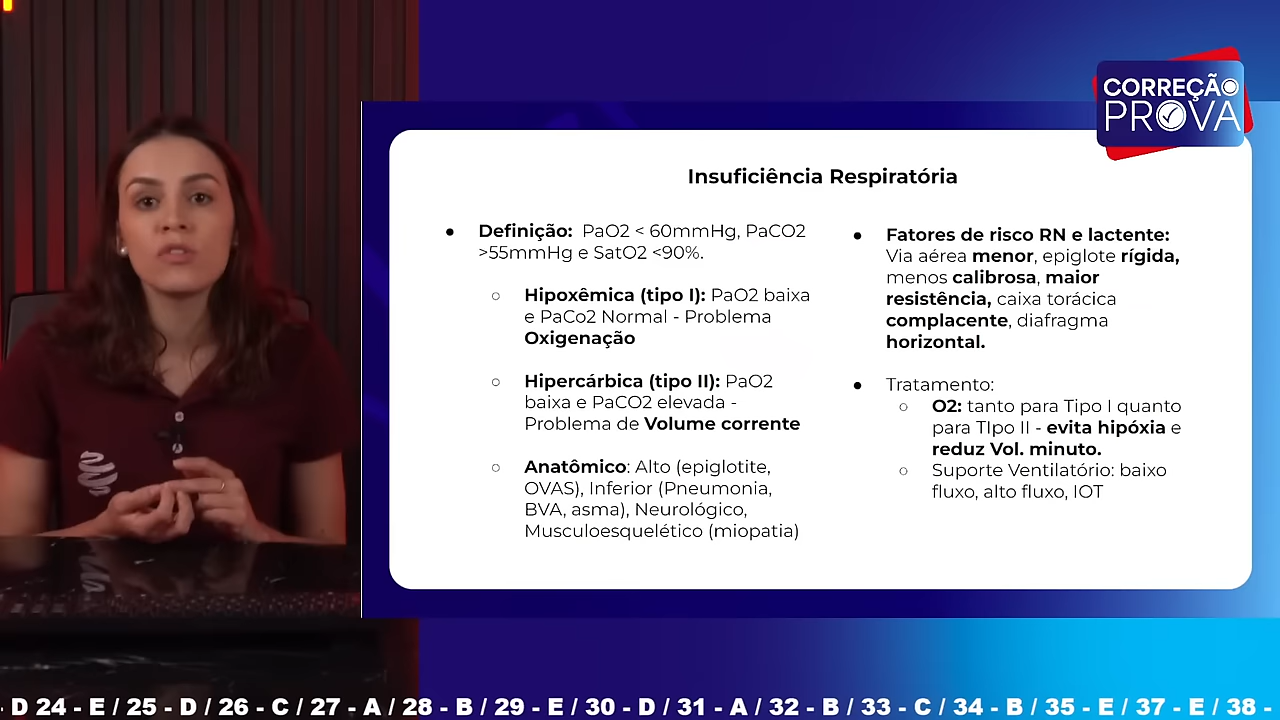 CORREÇÃO
PROVA
Insuficiência Respiratória
● Definição: PaO2 < 60mmHg, PaCO2
>55mmHg e SatO2 <90%.
○ Hipoxêmica (tipo I): PaO2 baixa
e PaCo2 Normal - Problema
Oxigenação
○ Hipercárbica (tipo II): PaO2
baixa e PaCO2 elevada -
Problema de Volume corrente
○ Anatômico: Alto (epiglotite,
OVAS), Inferior (Pneumonia,
BVA, asma), Neurológico,
Musculoesquelético (miopatia)
● Fatores de risco RN e lactente:
Via aérea menor, epiglote rígida,
menos calibrosa, maior
resistência, caixa torácica
complacente, diafragma
horizontal.
● Tratamento:
○ O2: tanto para Tipo I quanto
para TIpo II - evita hipóxia e
reduz Vol. minuto.
○ Suporte Ventilatório: baixo
fluxo, alto fluxo, IOT
- D 24 - E / 25 - D / 26 - C / 27 - A / 28 - B / 29 - E / 30 - D / 31 - A / 32 - B / 33 - C / 34 - B / 35 - E / 37 - E / 38 -